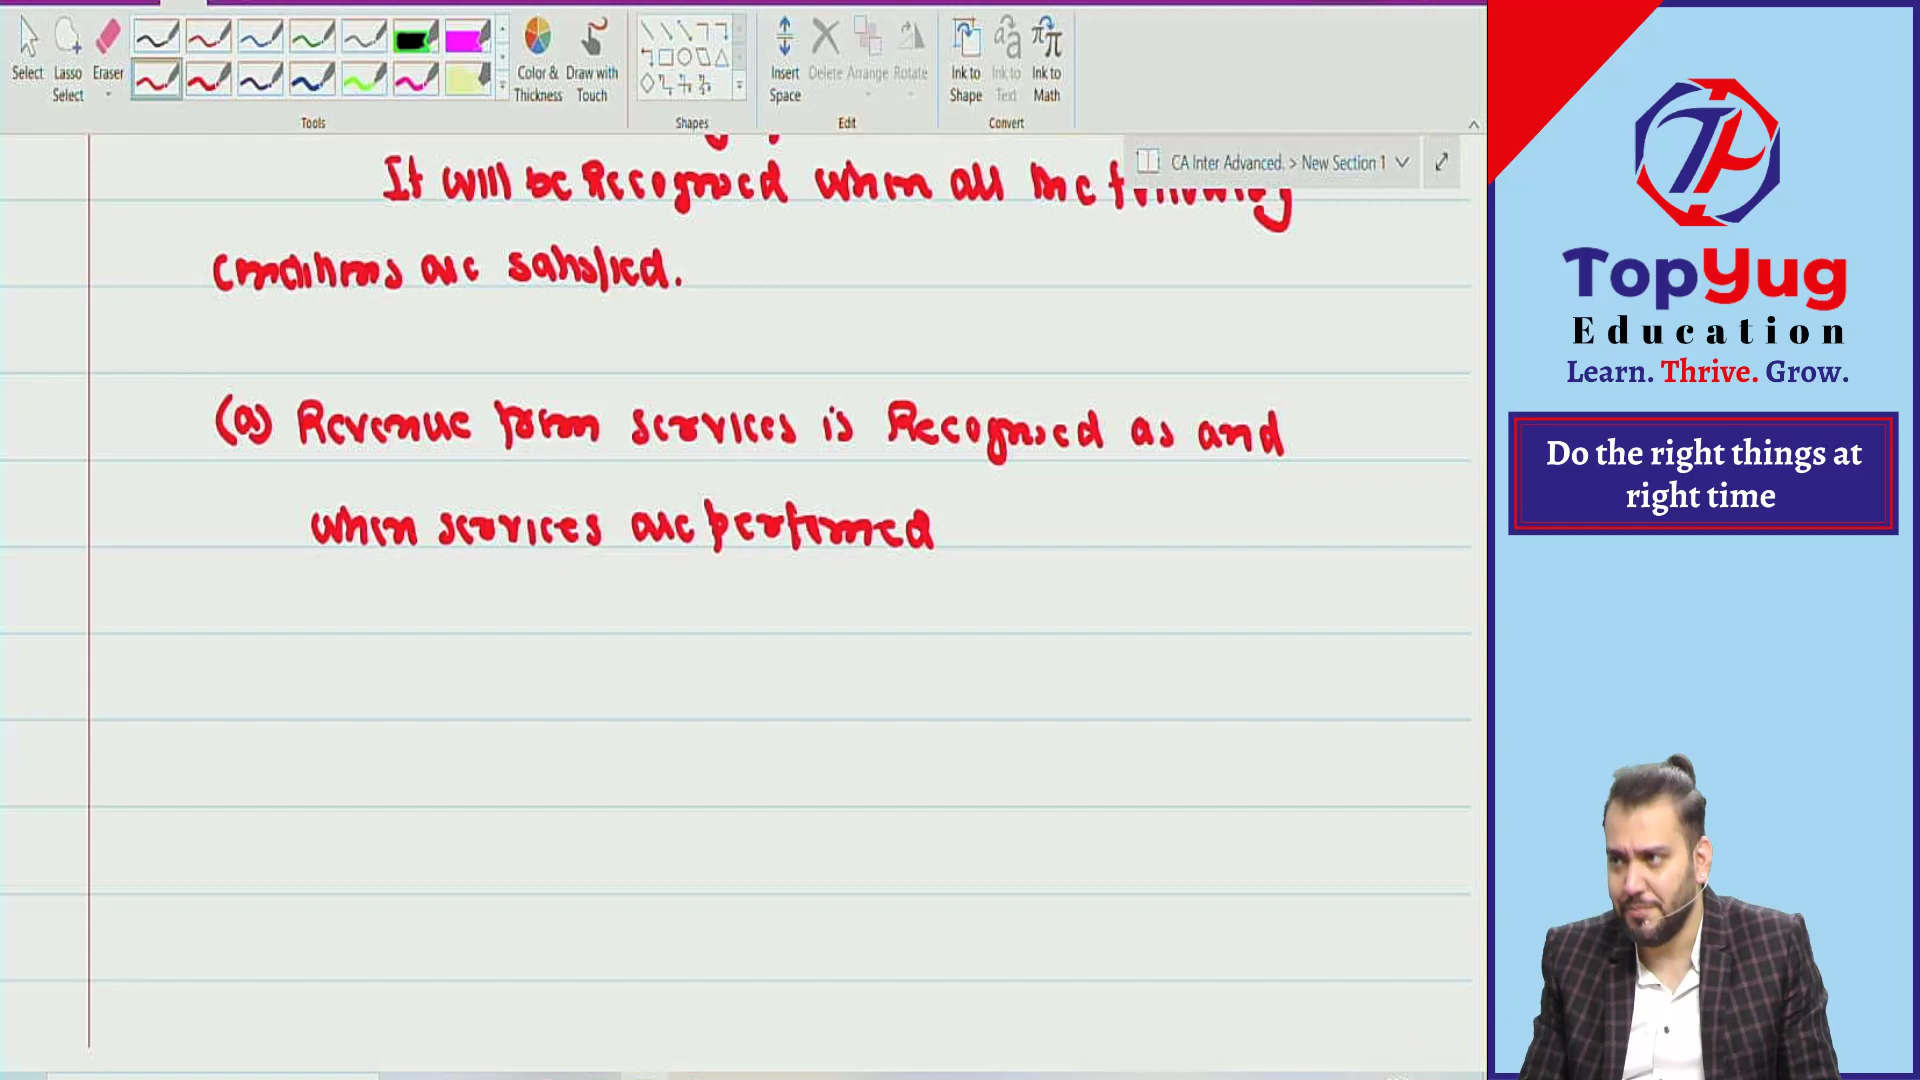 Select
Lasso Select
Eraser
Color & Thickness
Draw with Touch
Tools
Shapes
Insert Space
Delete
Arrange
Rotate
Edit
Ink to Shape
Ink to Text
Ink to Math
Convert
CA Inter Advanced. > New Section 1
It will be Recognised when all the following
conditions are satisfied.
(a) Revenue form services is Recognised as and
when services are performed
TopYug
Education
Learn. Thrive. Grow.
Do the right things at
right time